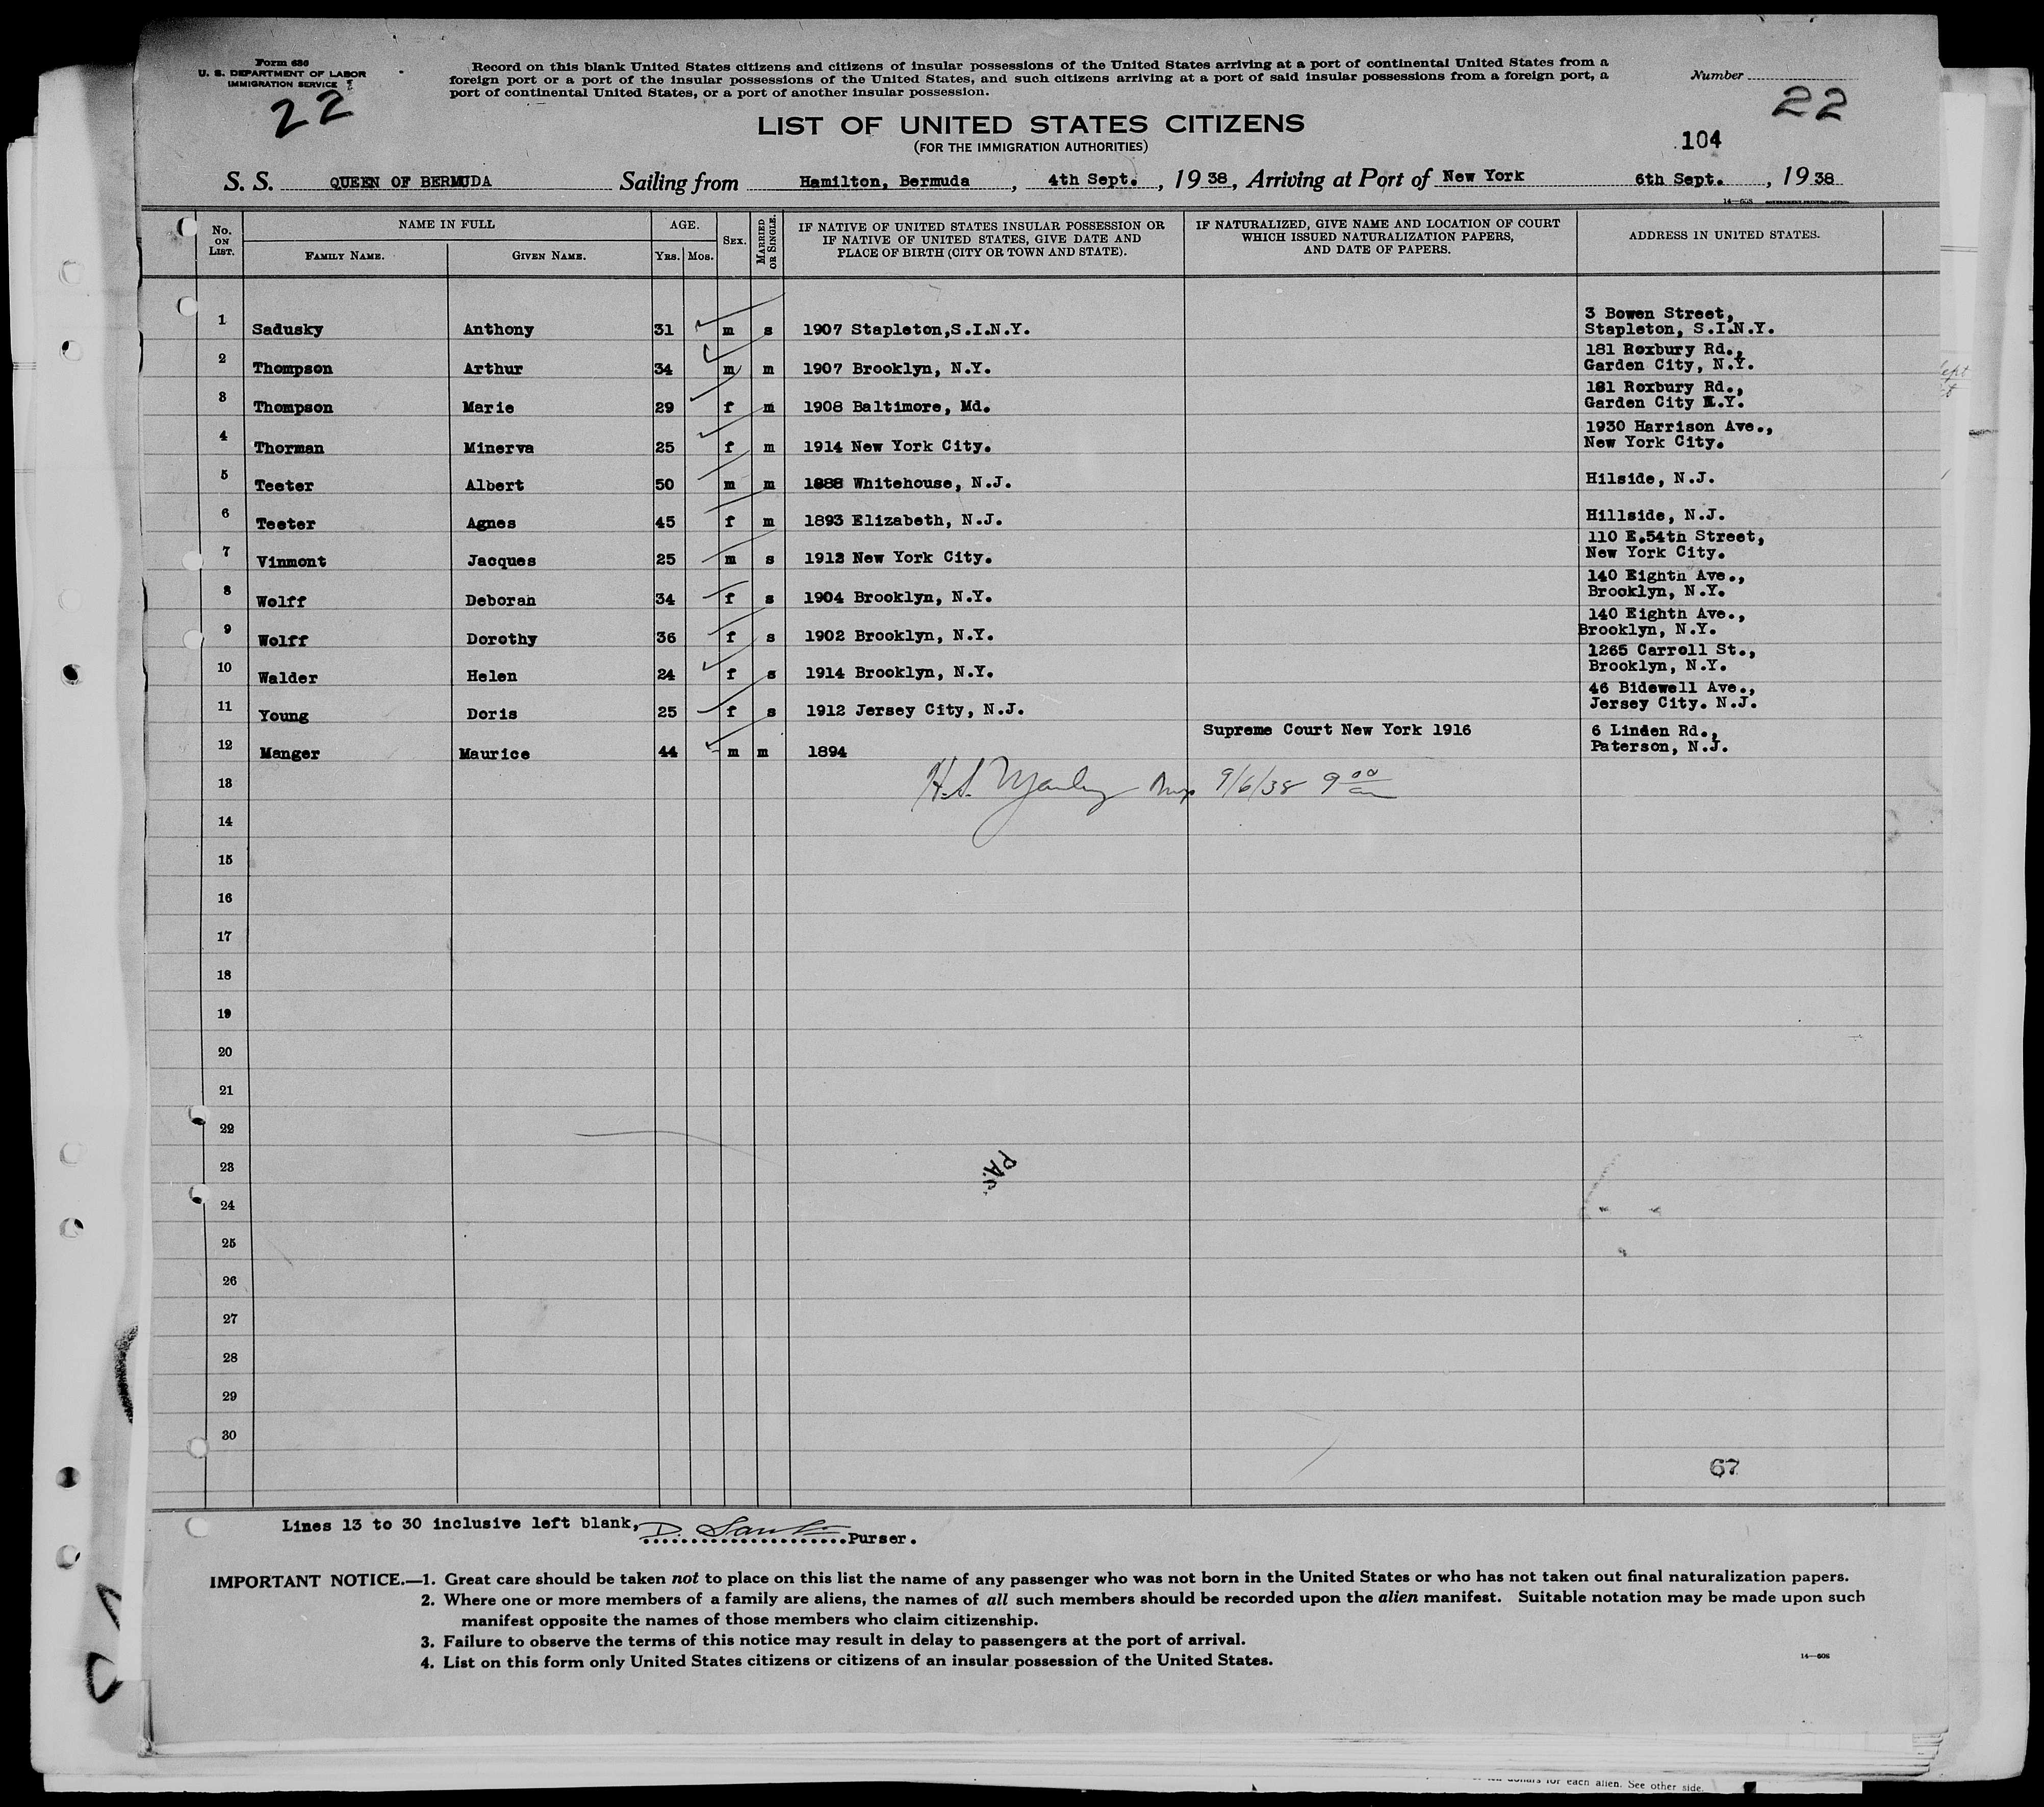 Form 630
U. S. DEPARTMENT OF LABOR
IMMIGRATION SERVICE
22
Record on this blank United States citizens and citizens of insular possessions of the United States arriving at a port of continental United States from a
foreign port or a port of the insular possessions of the United States, and such citizens arriving at a port of said insular possessions from a foreign port, a
port of continental United States, or a port of another insular possession.
Number
22
LIST OF UNITED STATES CITIZENS
(FOR THE IMMIGRATION AUTHORITIES)
104
S. S. QUEEN OF BERMUDA Sailing from Hamilton, Bermuda, 4th Sept., 1938, Arriving at Port of New York 6th Sept., 1938
14—608 GOVERNMENT PRINTING OFFICE
No. ON LIST. NAME IN FULL FAMILY NAME. GIVEN NAME. AGE. YRS. MOS. SEX. MARRIED OR SINGLE. IF NATIVE OF UNITED STATES INSULAR POSSESSION OR IF NATIVE OF UNITED STATES, GIVE DATE AND PLACE OF BIRTH (CITY OR TOWN AND STATE). IF NATURALIZED, GIVE NAME AND LOCATION OF COURT WHICH ISSUED NATURALIZATION PAPERS, AND DATE OF PAPERS. ADDRESS IN UNITED STATES.
1 Sadusky Anthony 31 m s 1907 Stapleton,S.I.N.Y. 3 Bowen Street, Stapleton, S.I.N.Y.
2 Thompson Arthur 34 m m 1907 Brooklyn, N.Y. 181 Roxbury Rd., Garden City, N.Y.
3 Thompson Marie 29 f m 1908 Baltimore, Md. 181 Roxbury Rd., Garden City N.Y.
4 Thorman Minerva 25 f m 1914 New York City. 1930 Harrison Ave., New York City.
5 Teeter Albert 50 m m 1888 Whitehouse, N.J. Hilside, N.J.
6 Teeter Agnes 45 f m 1893 Elizabeth, N.J. Hillside, N.J.
7 Vinmont Jacques 25 m s 1912 New York City. 110 E.54th Street, New York City.
8 Wolff Deborah 34 f s 1904 Brooklyn, N.Y. 140 Eighth Ave., Brooklyn, N.Y.
9 Wolff Dorothy 36 f s 1902 Brooklyn, N.Y. 140 Eighth Ave., Brooklyn, N.Y.
10 Walder Helen 24 f s 1914 Brooklyn, N.Y. 1265 Carroll St., Brooklyn, N.Y.
11 Young Doris 25 f s 1912 Jersey City, N.J. 46 Bidewell Ave., Jersey City. N.J.
12 Manger Maurice 44 m m 1894 Supreme Court New York 1916 6 Linden Rd., Paterson, N.J.
13 H.S. 9/6/38 9 00 am
14
15
16
17
18
19
20
21
22
23
P.A.
24
25
26
27
28
29
30
67
Lines 13 to 30 inclusive left blank, D. Purser.
IMPORTANT NOTICE.—1. Great care should be taken not to place on this list the name of any passenger who was not born in the United States or who has not taken out final naturalization papers.
2. Where one or more members of a family are aliens, the names of all such members should be recorded upon the alien manifest. Suitable notation may be made upon such
manifest opposite the names of those members who claim citizenship.
3. Failure to observe the terms of this notice may result in delay to passengers at the port of arrival.
4. List on this form only United States citizens or citizens of an insular possession of the United States.
14—608
for each alien. See other side.